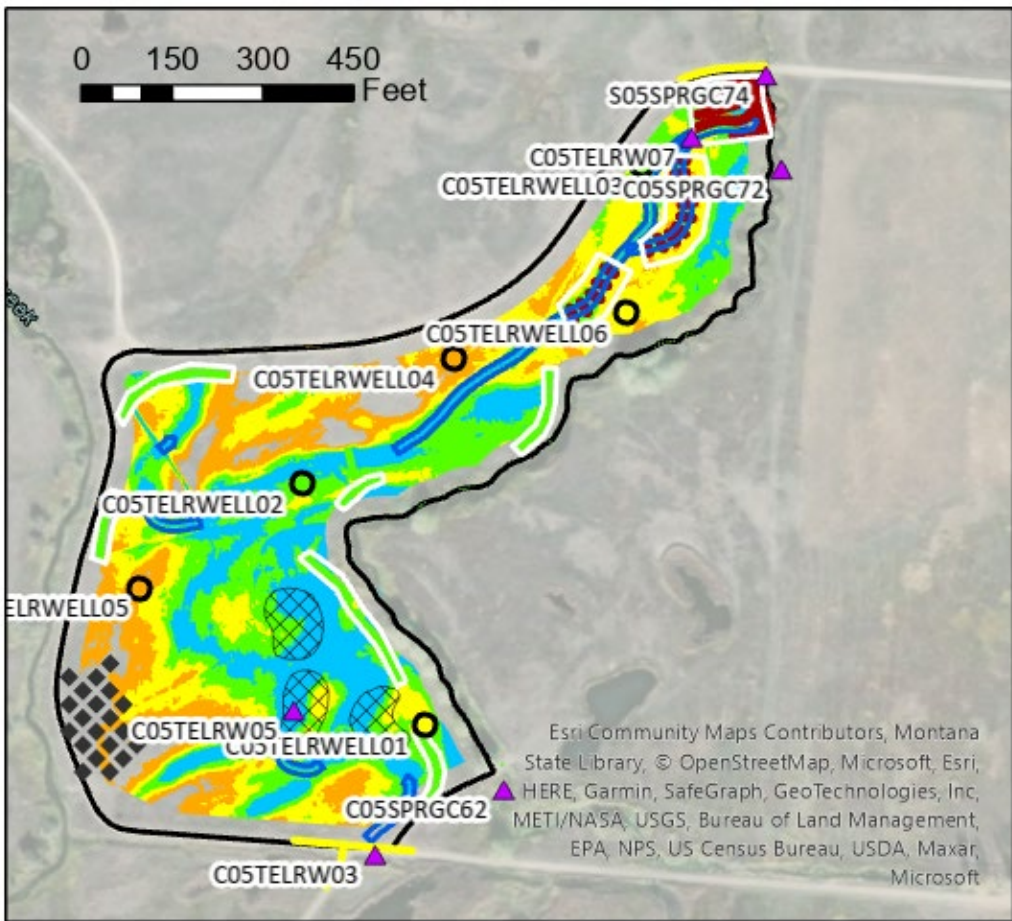 0 150 300 450
Feet
S05SPRGC74
C05TELRW07
C05TELRWELL03
C05SPRGC72
C05TELRWELL06
C05TELRWELL04
C05TELRWELL02
ELRWELL05
C05TELRW05
C05TELRWELL01
C05SPRGC62
C05TELRW03
Esri Community Maps Contributors, Montana
State Library, © OpenStreetMap, Microsoft, Esri,
HERE, Garmin, SafeGraph, GeoTechnologies, Inc,
METI/NASA, USGS, Bureau of Land Management,
EPA, NPS, US Census Bureau, USDA, Maxar,
Microsoft